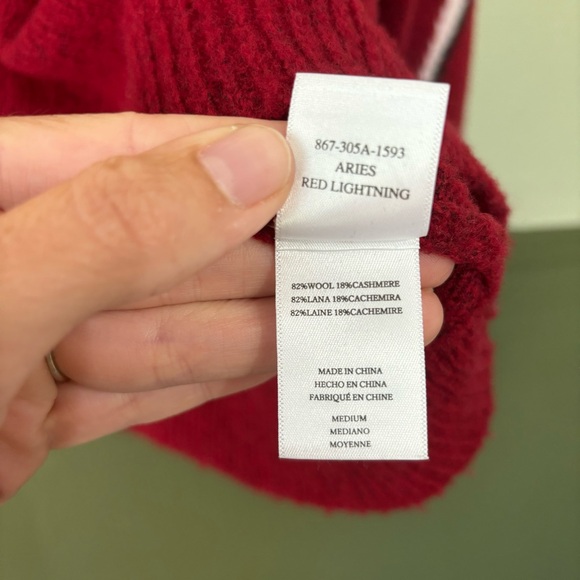 867-305A-1593
ARIES
RED LIGHTNING
82%WOOL 18%CASHMERE
82%LANA 18%CACHEMIRA
82%LAINE 18%CACHEMIRE
MADE IN CHINA
HECHO EN CHINA
FABRIQUÉ EN CHINE
MEDIUM
MEDIANO
MOYENNE